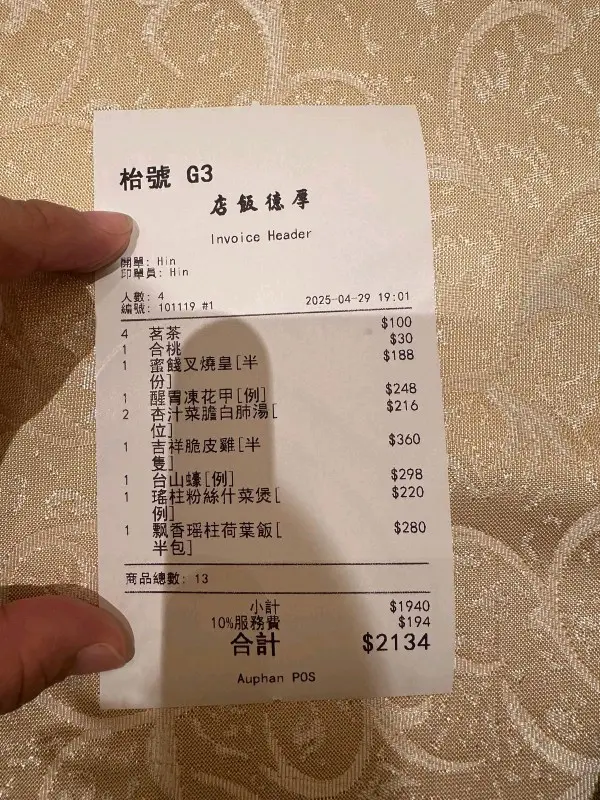 枱號 G3
厚德飯店
Invoice Header
開單: Hin
印單員: Hin
人數: 4
編號: 101119 #1 2025-04-29 19:01
4 茗茶 $100
1 合桃 $30
1 蜜餞叉燒皇[半 $188
份]
1 醒胃凍花甲[例] $248
2 杏汁菜膽白肺湯[ $216
位]
1 吉祥脆皮雞[半 $360
隻]
1 台山蠔[例] $298
1 瑤柱粉絲什菜煲[ $220
例]
1 飄香瑶柱荷葉飯[ $280
半包]
商品總數: 13
小計 $1940
10%服務費 $194
合計 $2134
Auphan POS